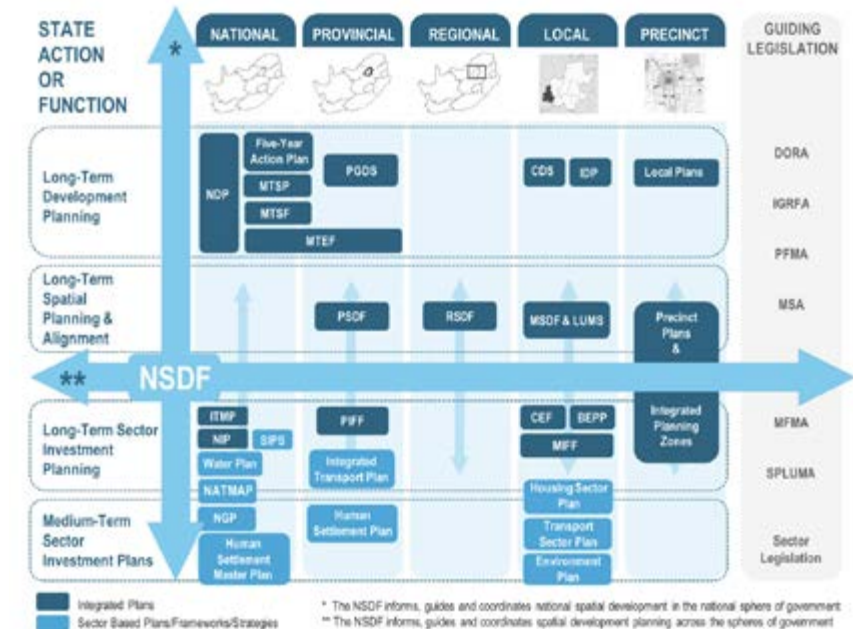 STATE
ACTION
OR
FUNCTION
*
NATIONAL
PROVINCIAL
REGIONAL
LOCAL
PRECINCT
GUIDING
LEGISLATION
Long-Term
Development
Planning
NDP
Five-Year
Action Plan
MTSP
MTSF
MTEF
PGDS
CDS
IDP
Local Plans
DORA
IGRFA
PFMA
Long-Term
Spatial
Planning &
Alignment
PSDF
RSDF
MSDF & LUMS
Precinct
Plans
&
Integrated
Planning
Zones
MSA
**
NSDF
Long-Term Sector
Investment
Planning
ITMP
NIP
SIPS
Water Plan
NATMAP
PIFF
Integrated
Transport Plan
CEF
BEPP
MIFF
Housing Sector
Plan
MFMA
SPLUMA
Medium-Term
Sector
Investment Plans
NGP
Human
Settlement
Master Plan
Human
Settlement Plan
Transport
Sector Plan
Environment
Plan
Sector
Legislation
Integrated Plans
Sector Based Plans/Frameworks/Strategies
* The NSDF informs, guides and coordinates national spatial development in the national sphere of government
** The NSDF informs, guides and coordinates spatial development planning across the spheres of government